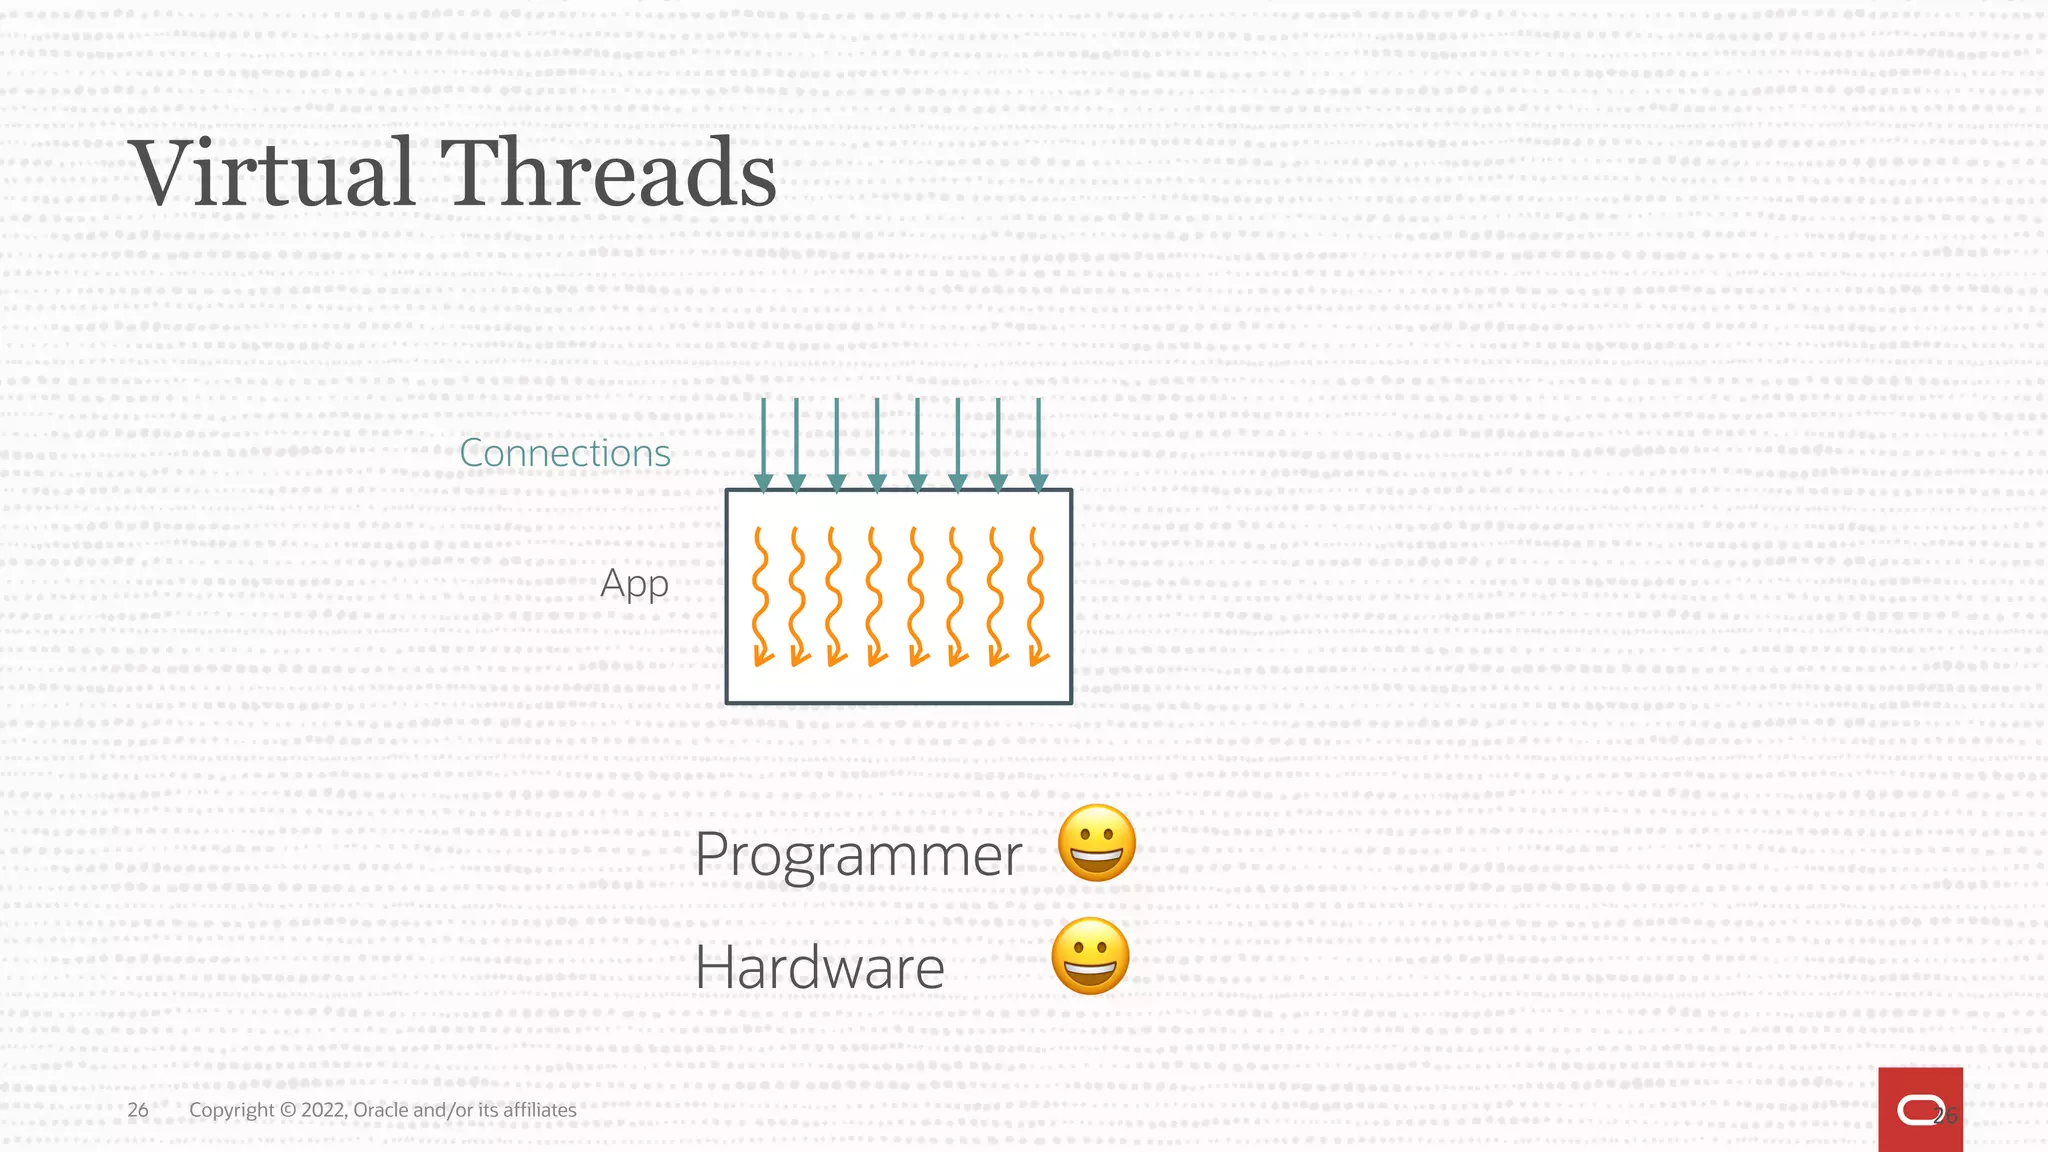 Virtual Threads
Connections
App
Programmer 😀
Hardware 😀
26 Copyright © 2022, Oracle and/or its affiliates
26